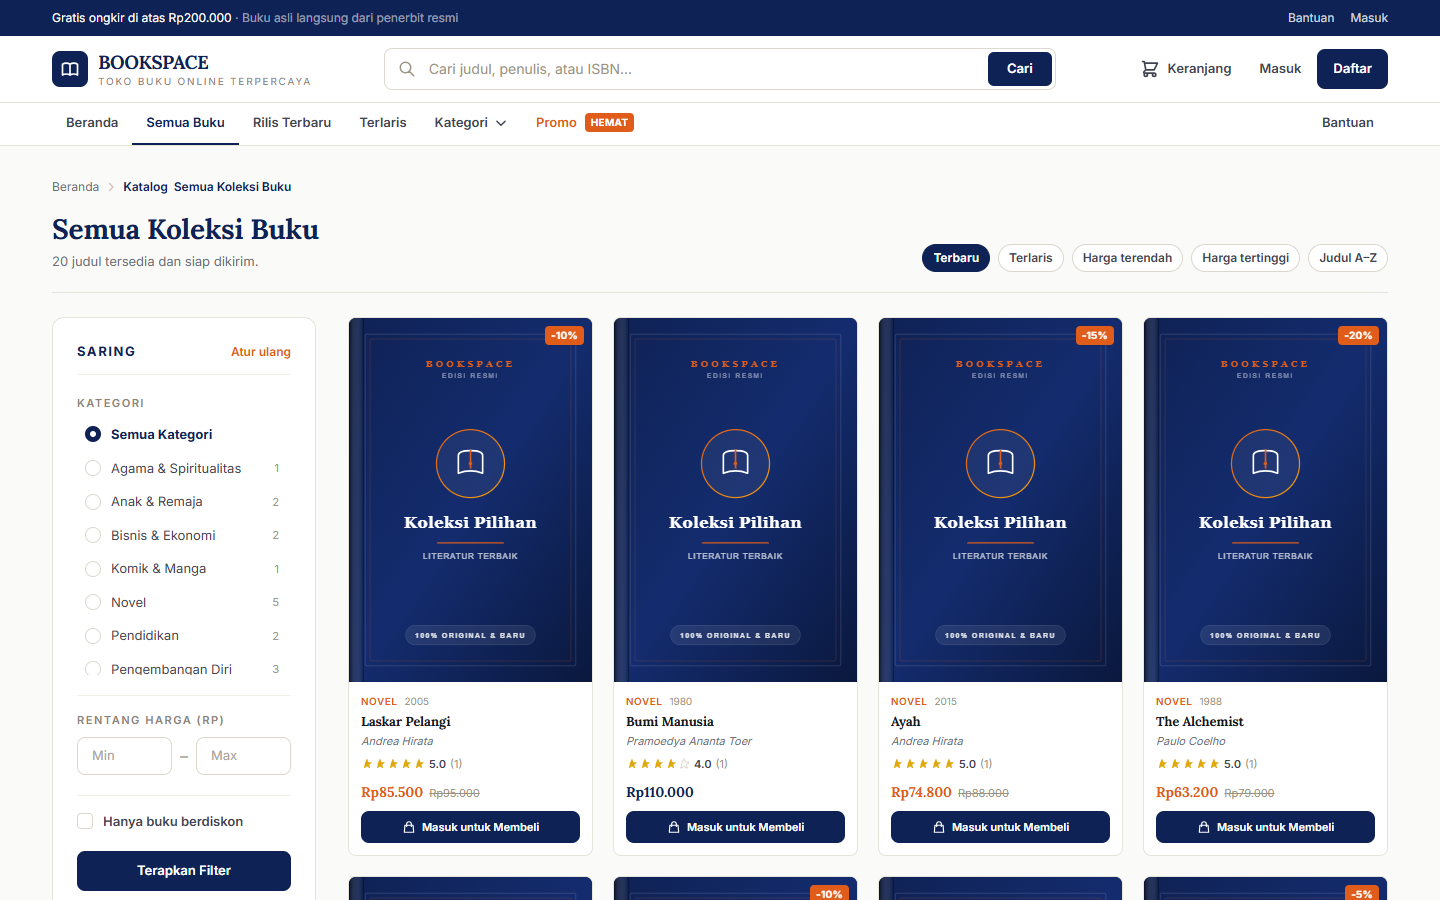 Gratis ongkir di atas Rp200.000 · Buku asli langsung dari penerbit resmi
Bantuan Masuk
BOOKSPACE
TOKO BUKU ONLINE TERPERCAYA
Cari judul, penulis, atau ISBN...
Cari
Keranjang Masuk Daftar
Beranda Semua Buku Rilis Terbaru Terlaris Kategori Promo HEMAT Bantuan
Beranda Katalog Semua Koleksi Buku
Semua Koleksi Buku
20 judul tersedia dan siap dikirim.
Terbaru Terlaris Harga terendah Harga tertinggi Judul A–Z
SARING Atur ulang
KATEGORI
Semua Kategori
Agama & Spiritualitas 1
Anak & Remaja 2
Bisnis & Ekonomi 2
Komik & Manga 1
Novel 5
Pendidikan 2
Pengembangan Diri 3
RENTANG HARGA (RP)
Min – Max
Hanya buku berdiskon
Terapkan Filter
-10%
BOOKSPACE
EDISI RESMI
Koleksi Pilihan
LITERATUR TERBAIK
100% ORIGINAL & BARU
NOVEL 2005
Laskar Pelangi
Andrea Hirata
5.0 (1)
Rp85.500 Rp95.000
Masuk untuk Membeli
BOOKSPACE
EDISI RESMI
Koleksi Pilihan
LITERATUR TERBAIK
100% ORIGINAL & BARU
NOVEL 1980
Bumi Manusia
Pramoedya Ananta Toer
4.0 (1)
Rp110.000
Masuk untuk Membeli
-15%
BOOKSPACE
EDISI RESMI
Koleksi Pilihan
LITERATUR TERBAIK
100% ORIGINAL & BARU
NOVEL 2015
Ayah
Andrea Hirata
5.0 (1)
Rp74.800 Rp88.000
Masuk untuk Membeli
-20%
BOOKSPACE
EDISI RESMI
Koleksi Pilihan
LITERATUR TERBAIK
100% ORIGINAL & BARU
NOVEL 1988
The Alchemist
Paulo Coelho
5.0 (1)
Rp63.200 Rp79.000
Masuk untuk Membeli
-10%
-5%